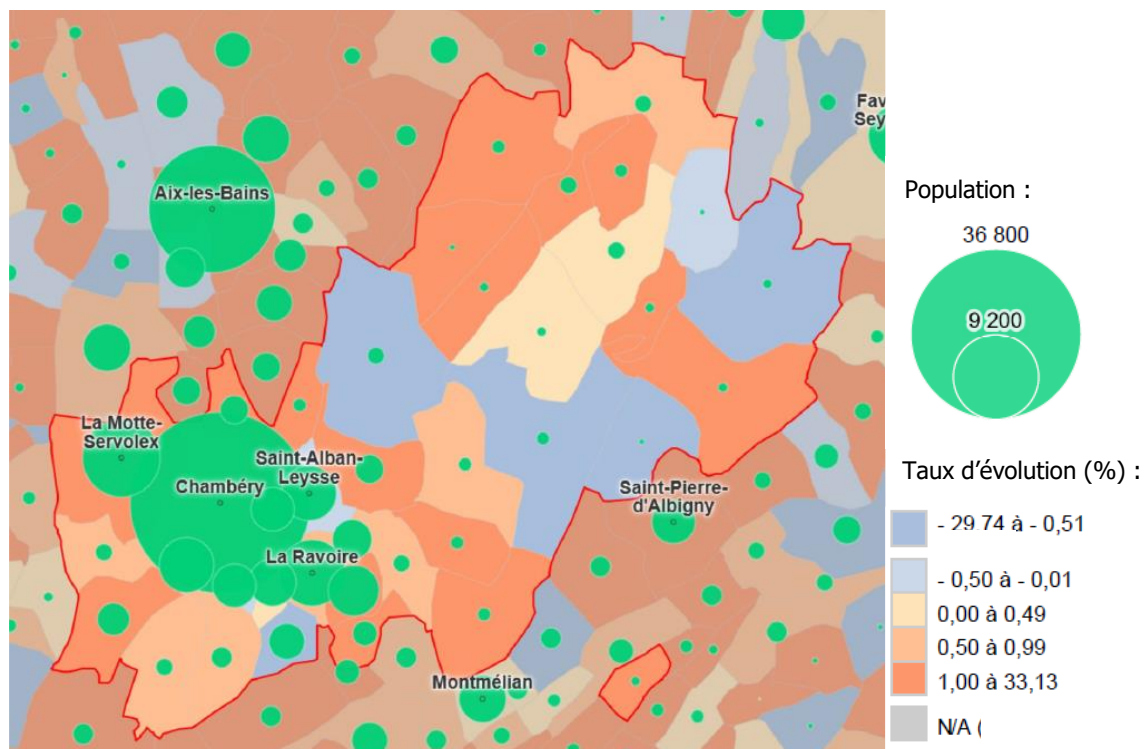 Fav
Sey
Aix-les-Bains
La Motte-
Servolex
Saint-Alban-
Leysse
Chambéry
Saint-Pierre-
d'Albigny
La Ravoire
Montmélian
Population :
36 800
9 200
Taux d'évolution (%) :
- 29 74 à - 0,51
- 0,50 à - 0,01
0,00 à 0,49
0,50 à 0,99
1,00 à 33,13
N/A (